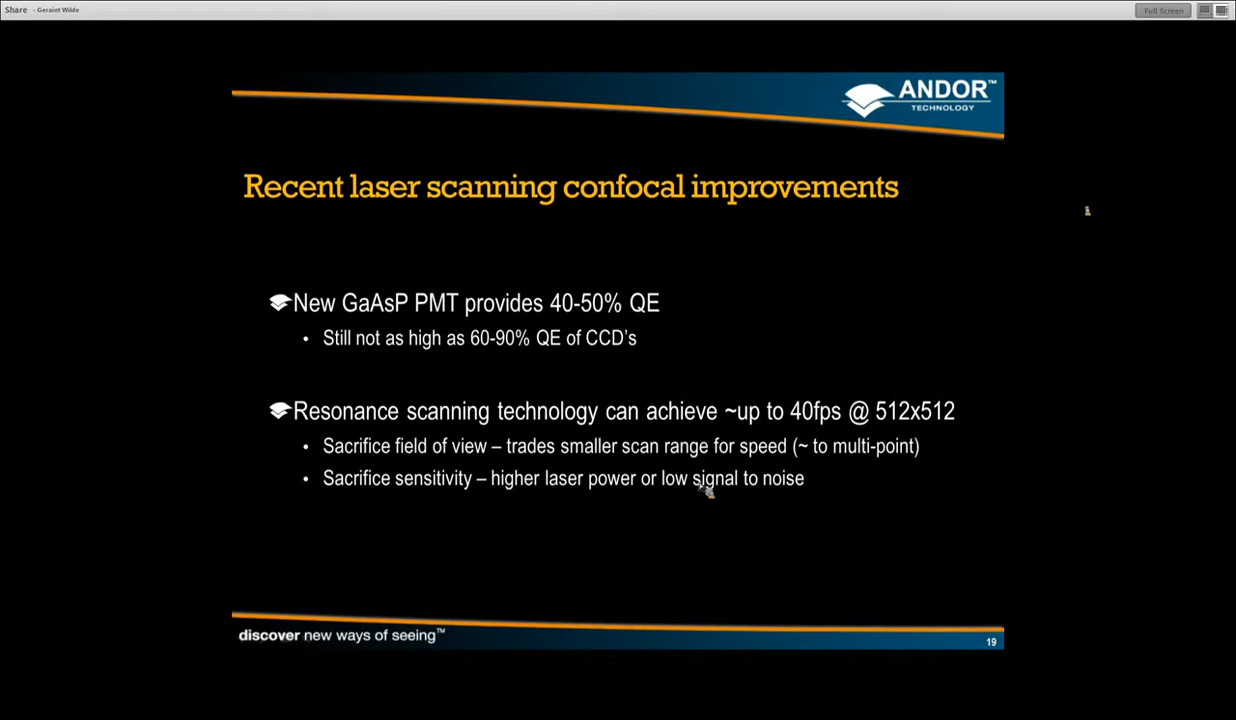 Share - Geraint Wilde
Full Screen
ANDOR™
TECHNOLOGY
Recent laser scanning confocal improvements
New GaAsP PMT provides 40-50% QE
• Still not as high as 60-90% QE of CCD's
Resonance scanning technology can achieve ~up to 40fps @ 512x512
• Sacrifice field of view – trades smaller scan range for speed (~ to multi-point)
• Sacrifice sensitivity – higher laser power or low signal to noise
discover new ways of seeing™
19